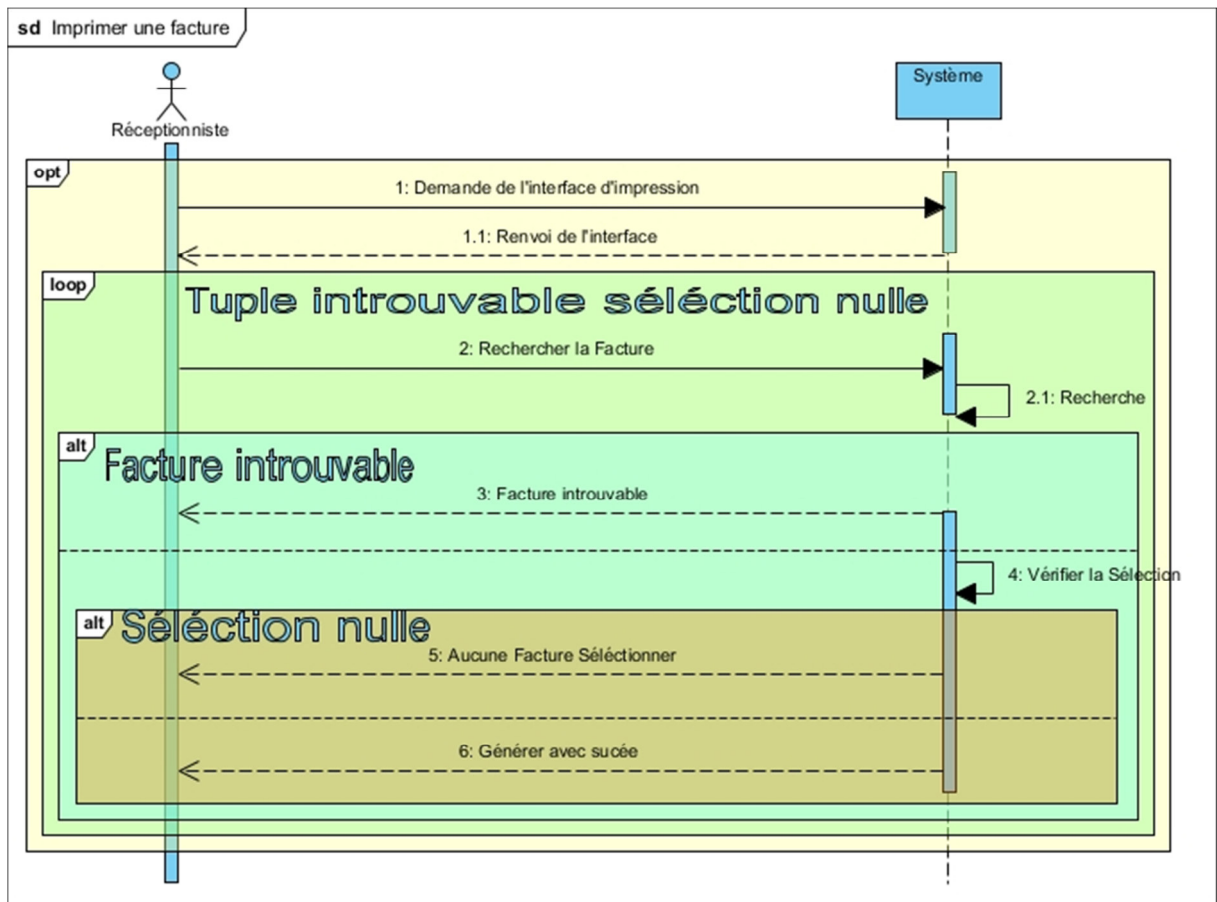 sd Imprimer une facture
Réceptionniste
Système
opt
1: Demande de l'interface d'impression
1.1: Renvoi de l'interface
loop
Tuple introuvable séléction nulle
2: Rechercher la Facture
2.1: Recherche
alt
Facture introuvable
3: Facture introuvable
4: Vérifier la Sélection
alt
Séléction nulle
5: Aucune Facture Séléctionner
6: Générer avec sucée